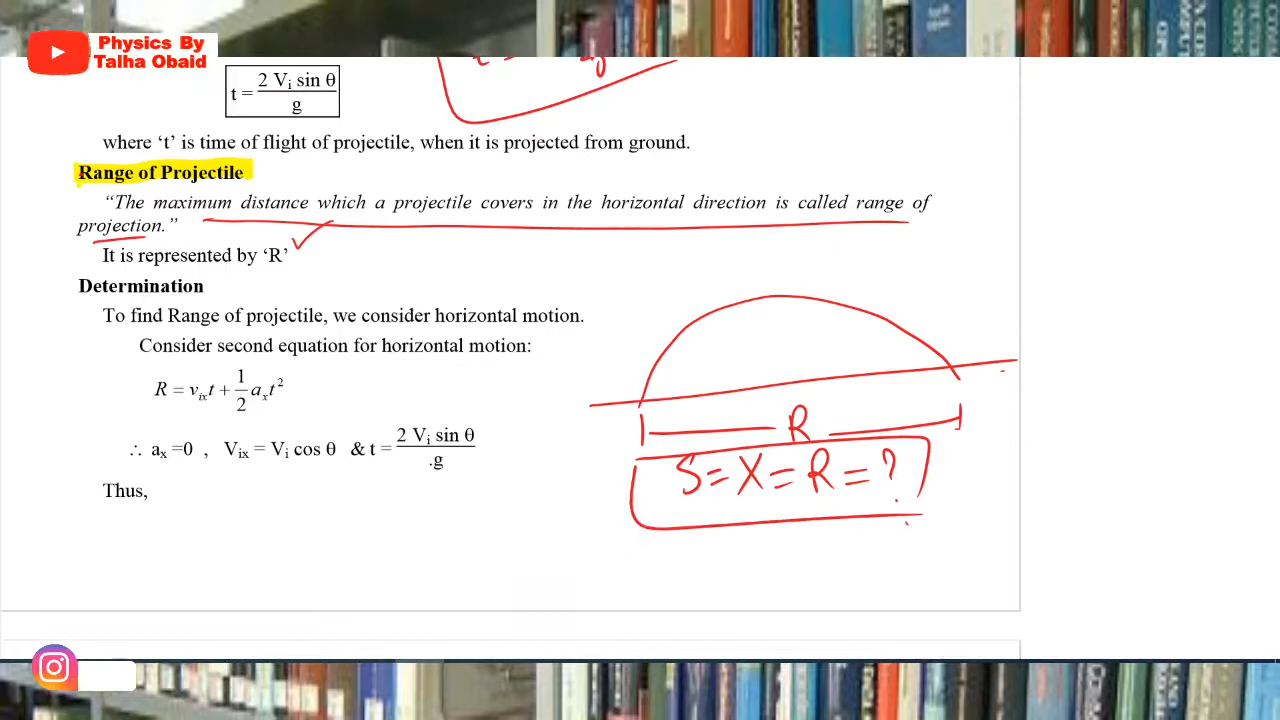 Physics By
Talha Obaid
t = 2 Vi sin θ / g
where ‘t’ is time of flight of projectile, when it is projected from ground.
Range of Projectile
“The maximum distance which a projectile covers in the horizontal direction is called range of
projection.”
It is represented by ‘R’
Determination
To find Range of projectile, we consider horizontal motion.
Consider second equation for horizontal motion:
R = vixt + 1/2 axt²
∴ ax =0 , Vix = Vi cos θ & t = 2 Vi sin θ / .g
R
S = X = R = ?
Thus,